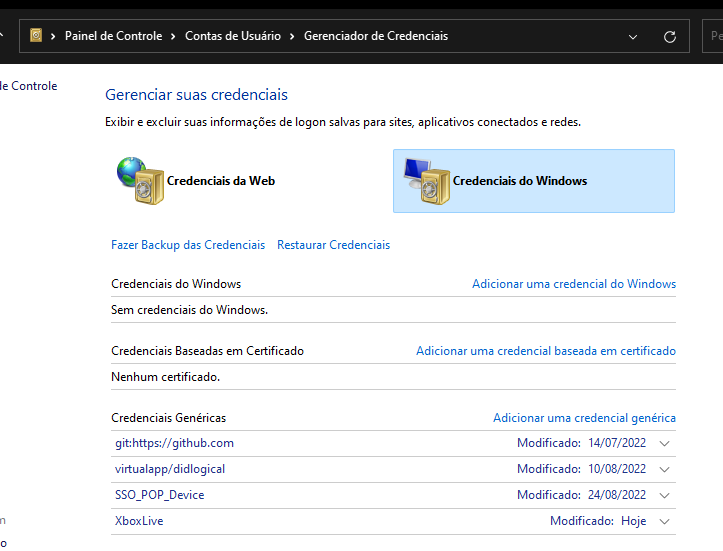 Painel de Controle > Contas de Usuário > Gerenciador de Credenciais
de Controle
Gerenciar suas credenciais
Exibir e excluir suas informações de logon salvas para sites, aplicativos conectados e redes.
Credenciais da Web
Credenciais do Windows
Fazer Backup das Credenciais Restaurar Credenciais
Credenciais do Windows Adicionar uma credencial do Windows
Sem credenciais do Windows.
Credenciais Baseadas em Certificado Adicionar uma credencial baseada em certificado
Nenhum certificado.
Credenciais Genéricas Adicionar uma credencial genérica
git:https://github.com Modificado: 14/07/2022
virtualapp/didlogical Modificado: 10/08/2022
SSO_POP_Device Modificado: 24/08/2022
XboxLive Modificado: Hoje